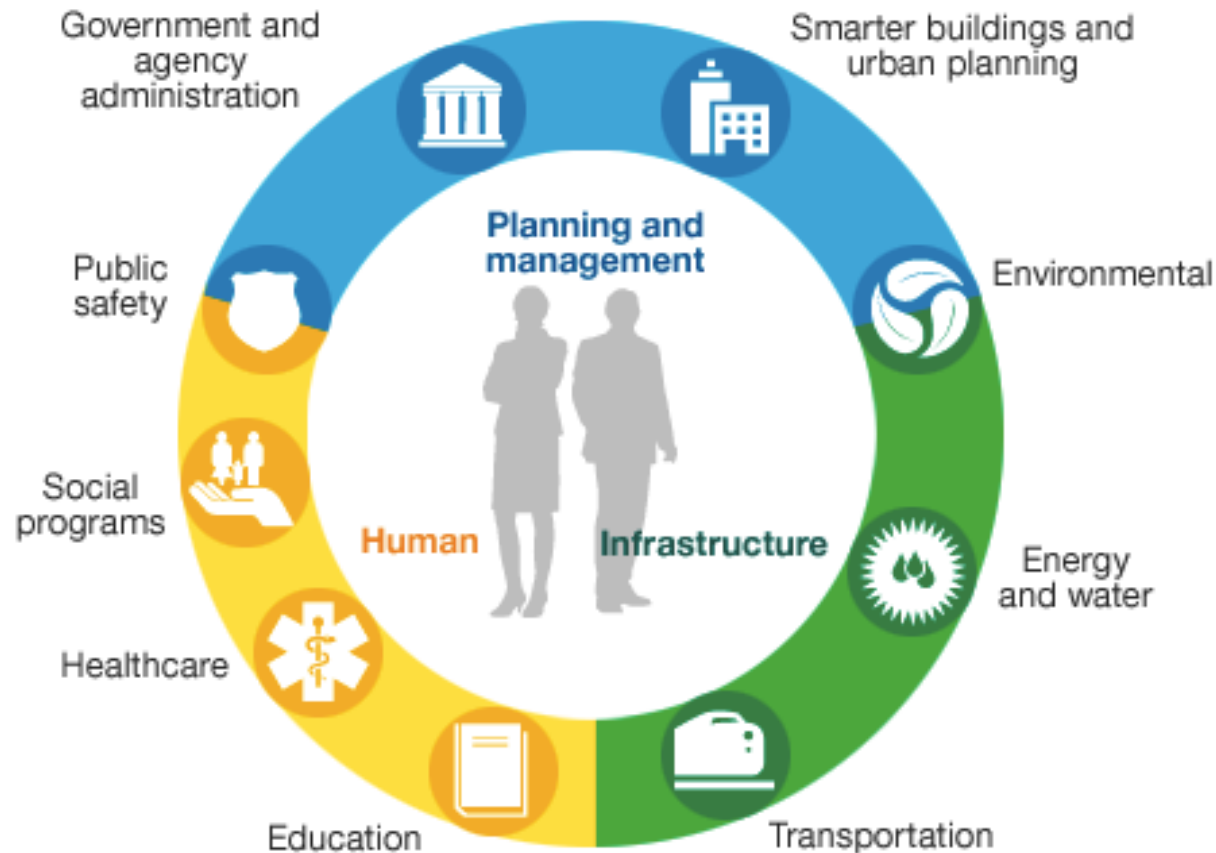 Government and
agency
administration
Smarter buildings and
urban planning
Planning and
management
Public
safety
Environmental
Social
programs
Human
Infrastructure
Energy
and water
Healthcare
Education
Transportation